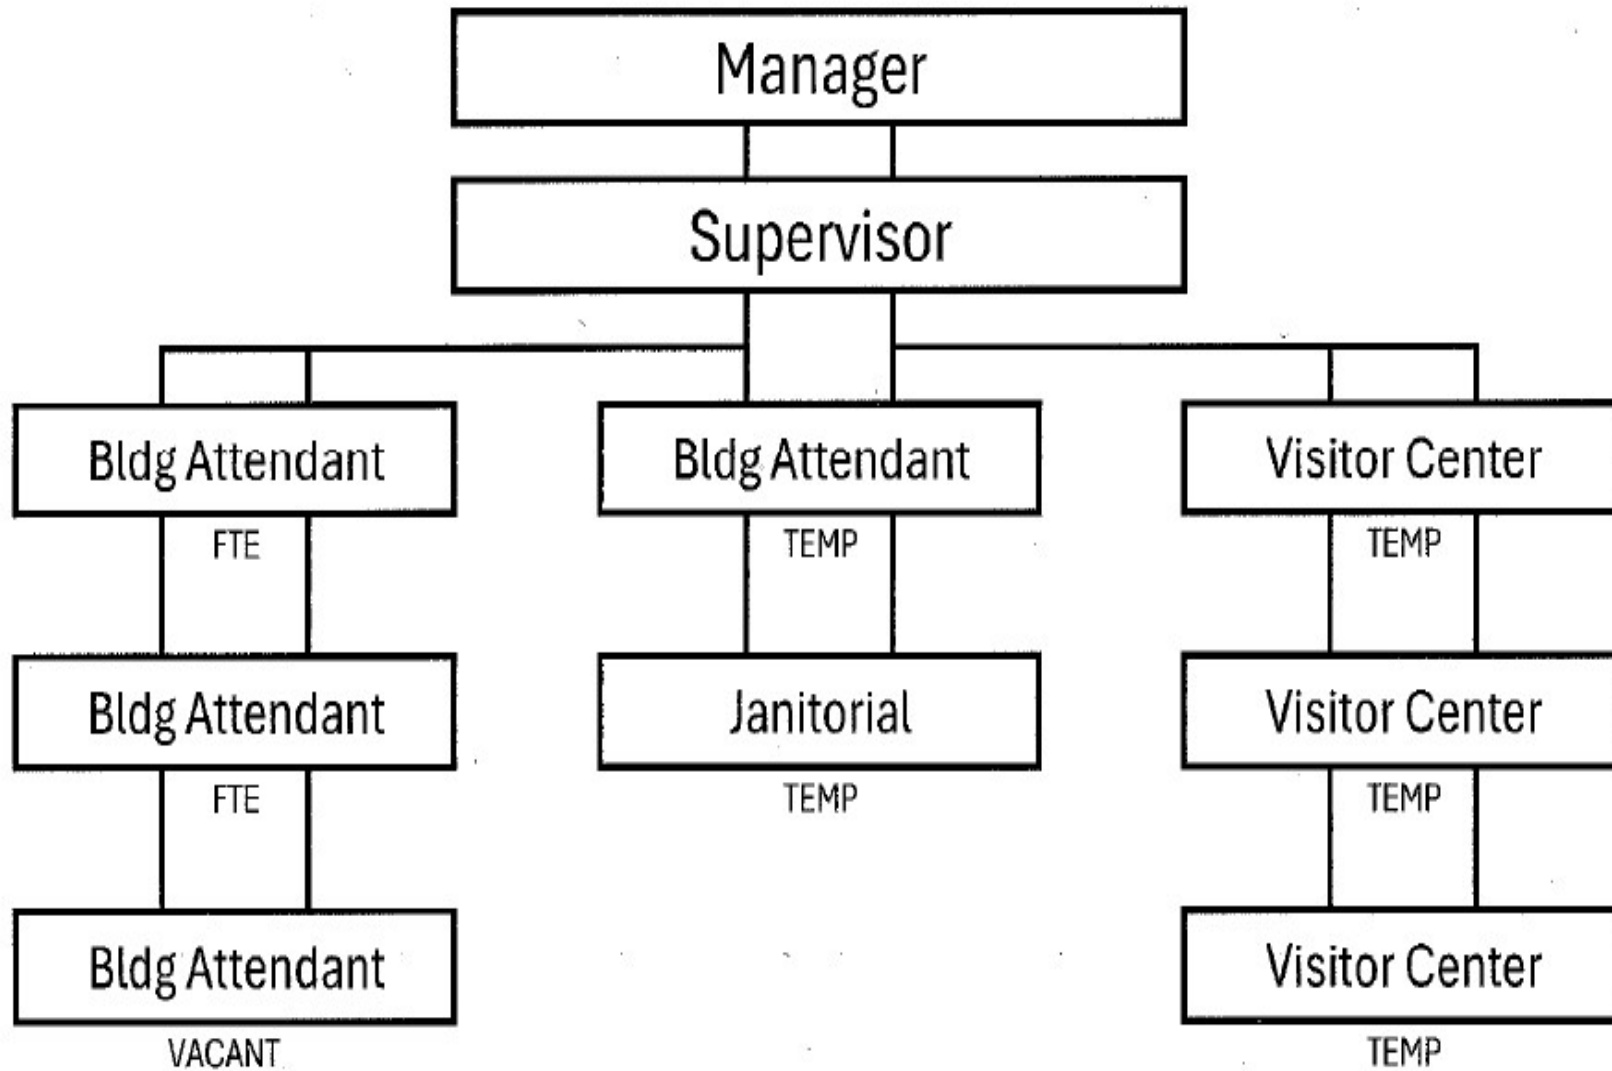 Manager
Supervisor
Bldg Attendant
FTE
Bldg Attendant
TEMP
Visitor Center
TEMP
Bldg Attendant
FTE
Janitorial
TEMP
Visitor Center
TEMP
Bldg Attendant
VACANT
Visitor Center
TEMP